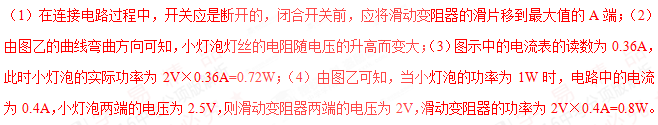 （1）在连接电路过程中，开关应是断开的，闭合开关前，应将滑动变阻器的滑片移到最大值的 A 端；（2）
由图乙的曲线弯曲方向可知，小灯泡灯丝的电阻随电压的升高而变大；（3）图示中的电流表的读数为 0.36A，
此时小灯泡的实际功率为 2V×0.36A=0.72W；（4）由图乙可知，当小灯泡的功率为 1W 时，电路中的电流
为 0.4A，小灯泡两端的电压为 2.5V，则滑动变阻器两端的电压为 2V，滑动变阻器的功率为 2V×0.4A=0.8W。